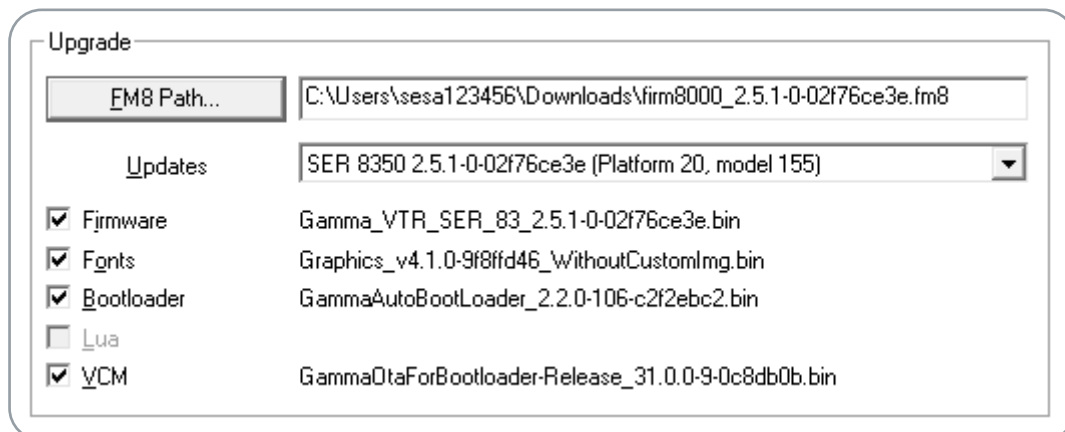 Upgrade
FM8 Path... C:\Users\sesa123456\Downloads\firm8000_2.5.1-0-02f76ce3e.fm8
Updates SER 8350 2.5.1-0-02f76ce3e (Platform 20, model 155)
Firmware Gamma_VTR_SER_83_2.5.1-0-02f76ce3e.bin
Fonts Graphics_v4.1.0-9f8ffd46_WithoutCustomImg.bin
Bootloader GammaAutoBootLoader_2.2.0-106-c2f2ebc2.bin
Lua
VCM GammaOtaForBootloader-Release_31.0.0-9-0c8db0b.bin